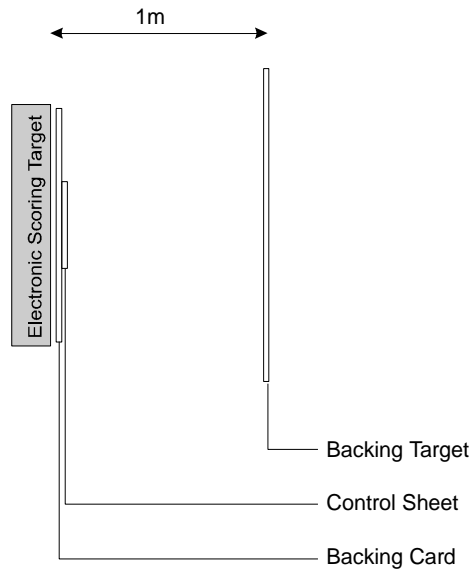 1m
Electronic Scoring Target
Backing Target
Control Sheet
Backing Card